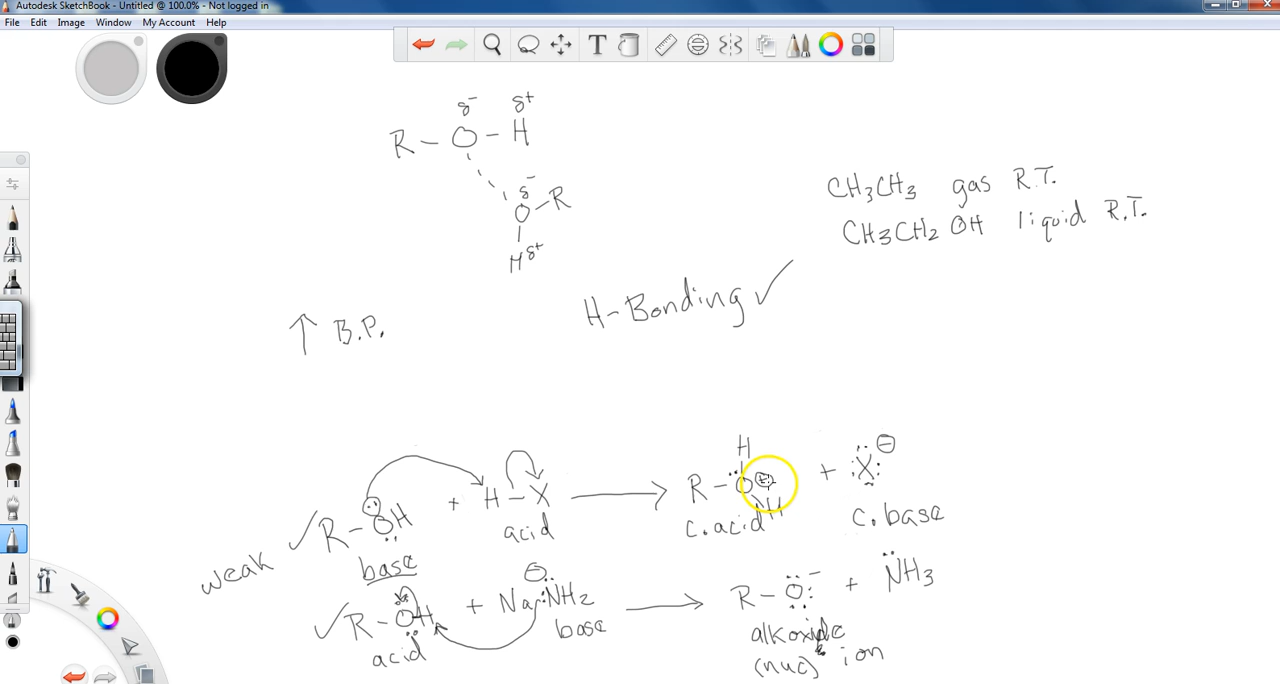 Autodesk SketchBook - Untitled @ 100.0% - Not logged in
File Edit Image Window My Account Help
δ- δ+
R - O - H
δ-
O - R
H δ+
CH3CH3 gas R.T.
CH3CH2OH liquid R.T.
H-Bonding ✓
↑ B.P.
weak ✓ R - ÖH + H - X → R - O H H + X ⊖
base acid c. acid c. base
✓ R - OH + Na NH2 → R - O - + NH3
acid base alkoxide ion
(nuc)